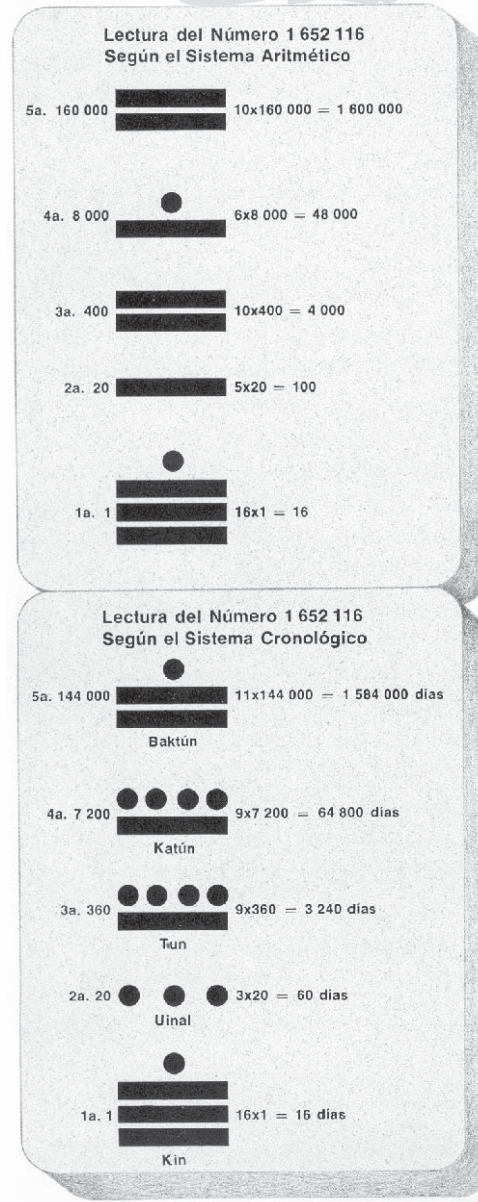 Lectura del Número 1 652 116
Según el Sistema Aritmético
5a. 160 000 10x160 000 = 1 600 000
4a. 8 000 6x8 000 = 48 000
3a. 400 10x400 = 4 000
2a. 20 5x20 = 100
1a. 1 16x1 = 16
Lectura del Número 1 652 116
Según el Sistema Cronológico
5a. 144 000 11x144 000 = 1 584 000 días
Baktún
4a. 7 200 9x7 200 = 64 800 días
Katún
3a. 360 9x360 = 3 240 días
Tun
2a. 20 3x20 = 60 días
Uinal
1a. 1 16x1 = 16 días
Kin